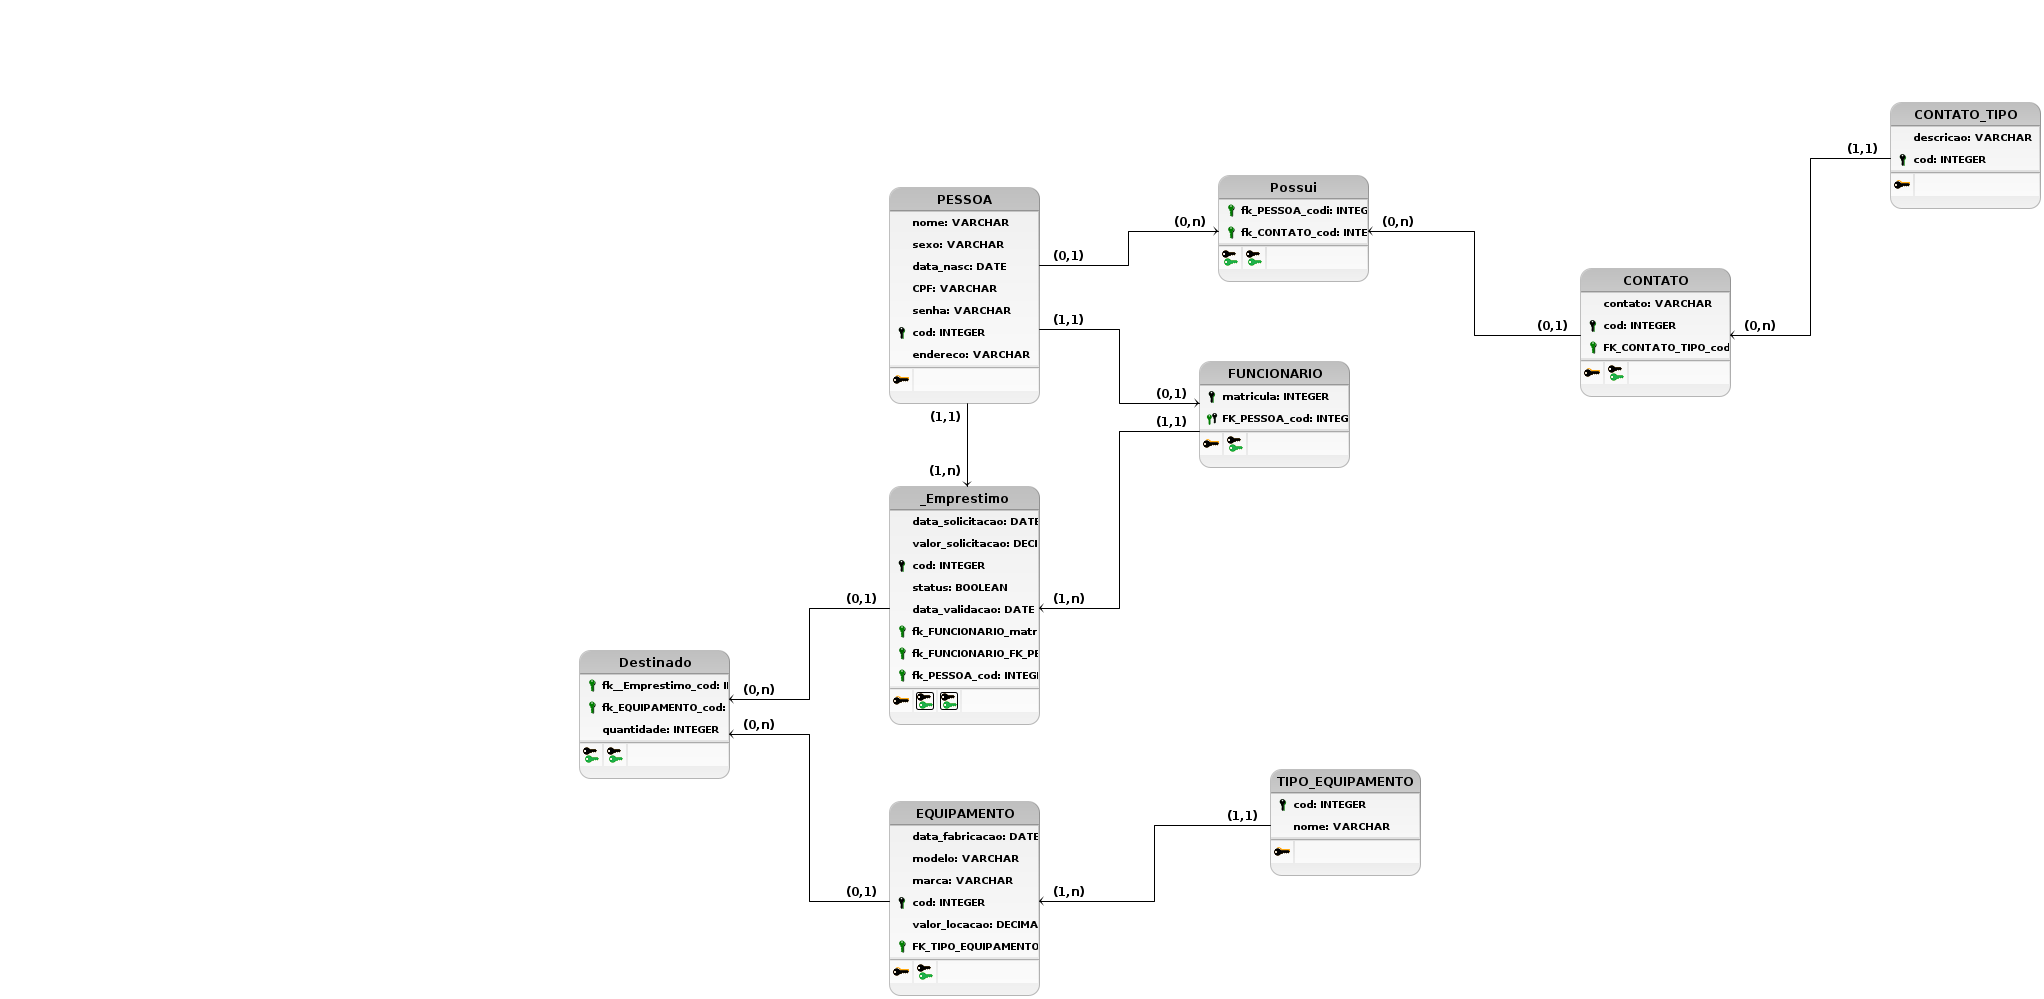 CONTATO_TIPO
descricao: VARCHAR
cod: INTEGER
(1,1)
PESSOA
nome: VARCHAR
sexo: VARCHAR
data_nasc: DATE
CPF: VARCHAR
senha: VARCHAR
cod: INTEGER
endereco: VARCHAR
(0,1)
(1,1)
(1,1)
(1,n)
Possui
fk_PESSOA_codi: INTEG
fk_CONTATO_cod: INTE
(0,n)
(0,n)
CONTATO
contato: VARCHAR
cod: INTEGER
FK_CONTATO_TIPO_cod
(0,1)
(0,n)
FUNCIONARIO
matricula: INTEGER
FK_PESSOA_cod: INTEG
(0,1)
(1,1)
_Emprestimo
data_solicitacao: DATE
valor_solicitacao: DECI
cod: INTEGER
status: BOOLEAN
data_validacao: DATE
fk_FUNCIONARIO_matr
fk_FUNCIONARIO_FK_PE
fk_PESSOA_cod: INTEG
(0,1)
(1,n)
Destinado
fk__Emprestimo_cod: I
fk_EQUIPAMENTO_cod:
quantidade: INTEGER
(0,n)
(0,n)
EQUIPAMENTO
data_fabricacao: DATE
modelo: VARCHAR
marca: VARCHAR
cod: INTEGER
valor_locacao: DECIMA
FK_TIPO_EQUIPAMENTO
(0,1)
(1,n)
TIPO_EQUIPAMENTO
cod: INTEGER
nome: VARCHAR
(1,1)